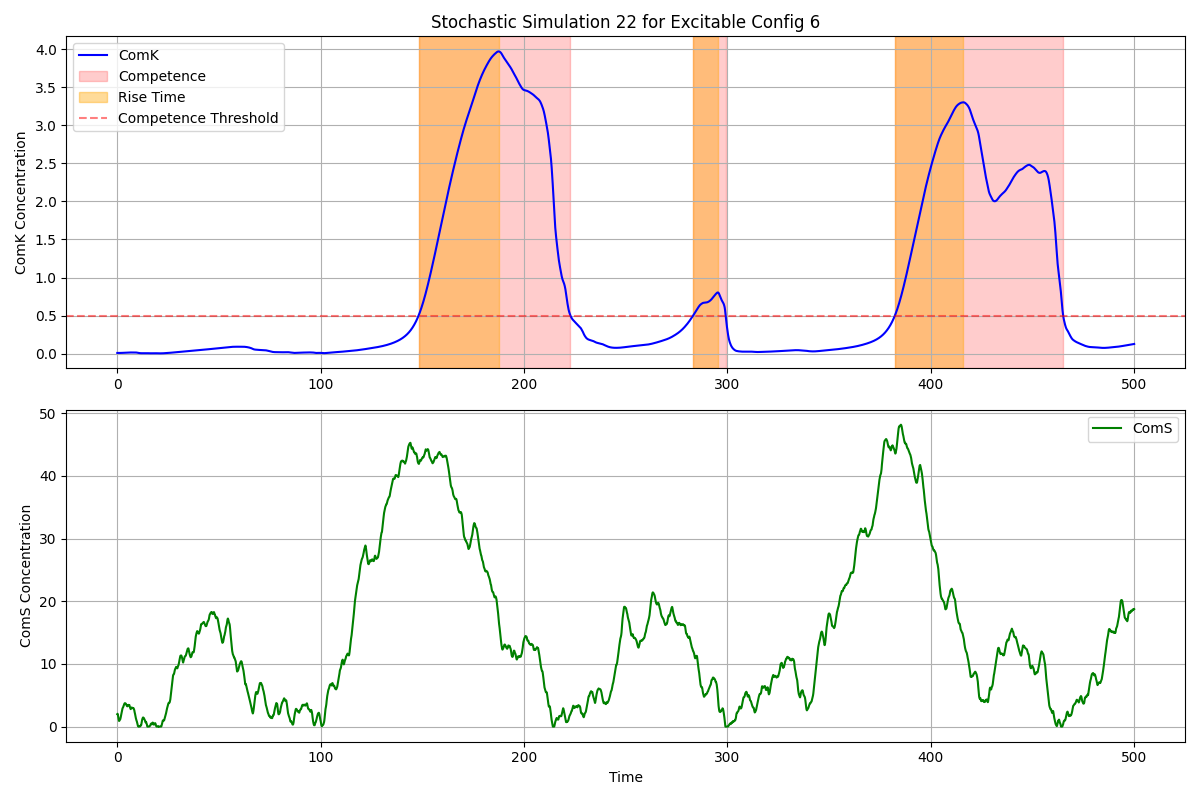 Stochastic Simulation 22 for Excitable Config 6
ComK
Competence
Rise Time
Competence Threshold
ComK Concentration
4.0
3.5
3.0
2.5
2.0
1.5
1.0
0.5
0.0
0 100 200 300 400 500
ComS
ComS Concentration
50
40
30
20
10
0
0 100 200 300 400 500
Time